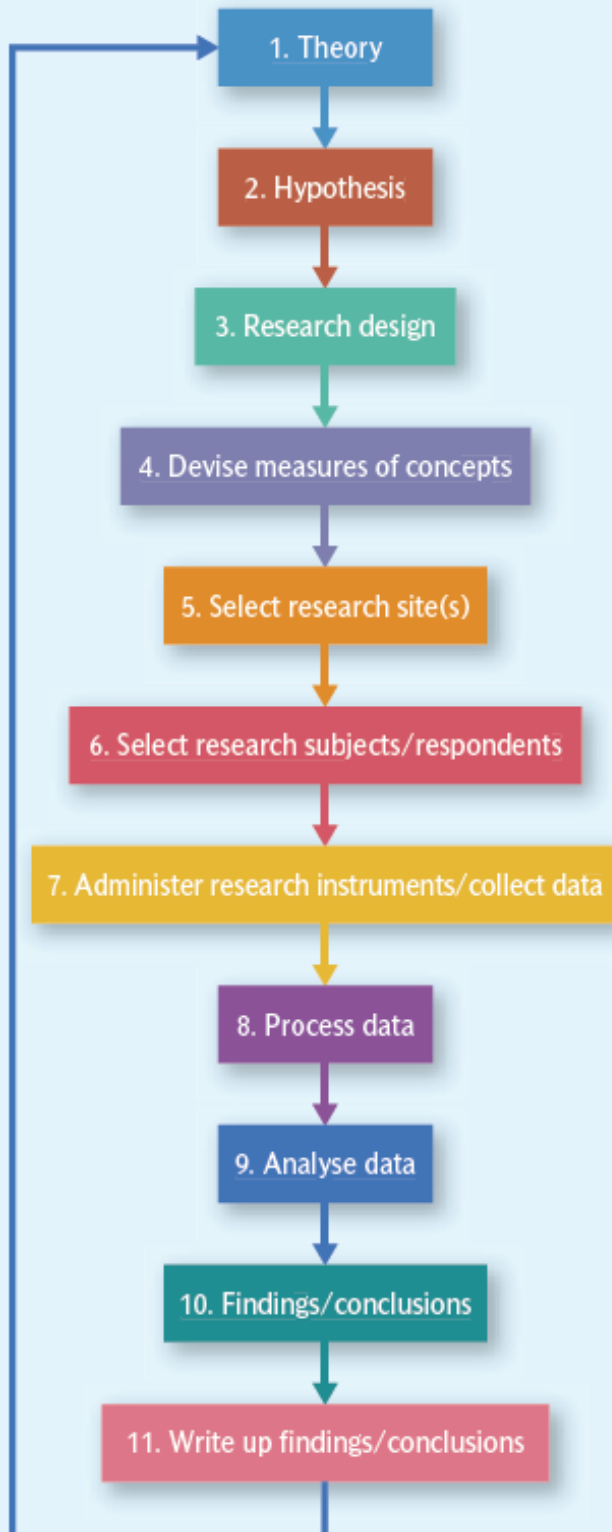 1. Theory
2. Hypothesis
3. Research design
4. Devise measures of concepts
5. Select research site(s)
6. Select research subjects/respondents
7. Administer research instruments/collect data
8. Process data
9. Analyse data
10. Findings/conclusions
11. Write up findings/conclusions